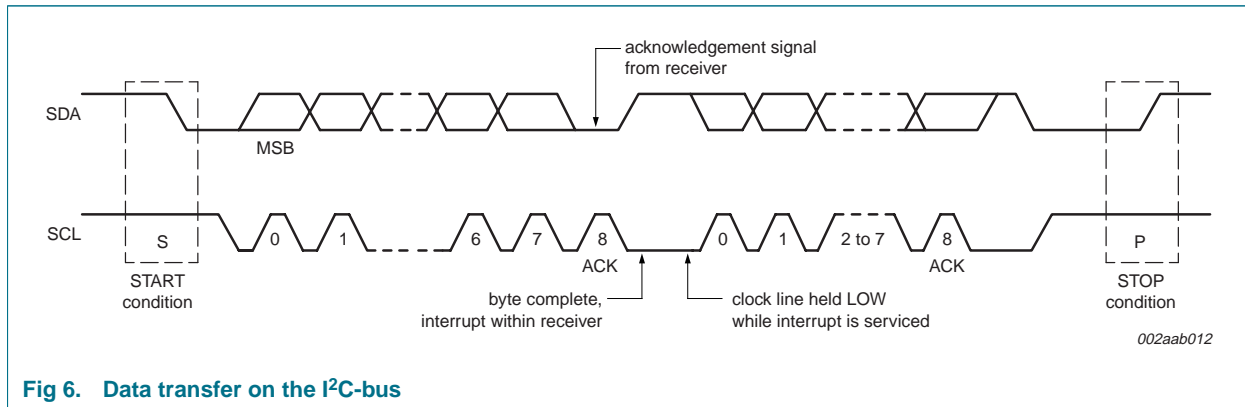 acknowledgement signal
from receiver
SDA
MSB
SCL
S
0
1
6
7
8
0
1
2 to 7
8
P
ACK
ACK
START
condition
byte complete,
interrupt within receiver
clock line held LOW
while interrupt is serviced
STOP
condition
002aab012
Fig 6. Data transfer on the I²C-bus